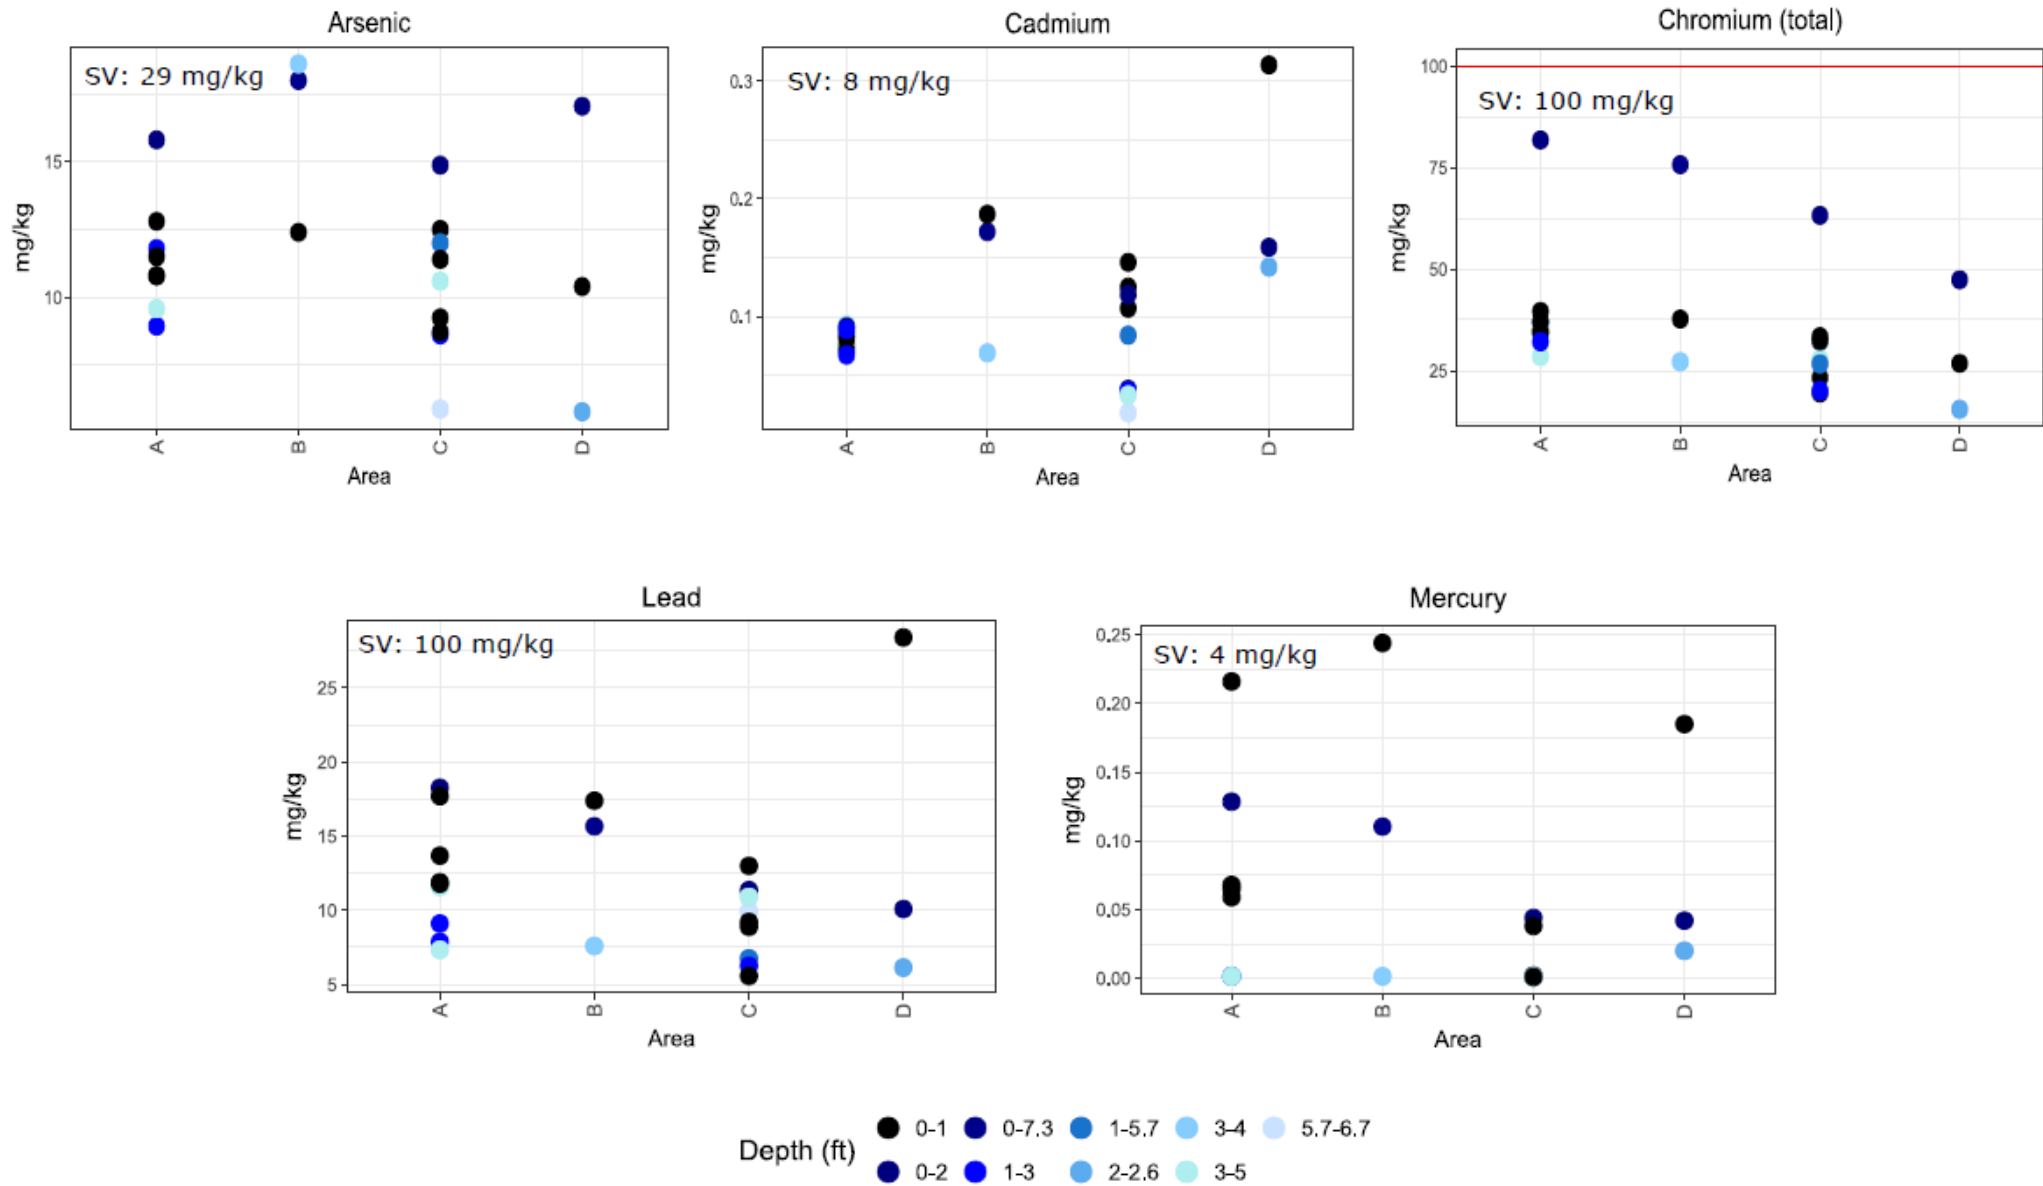 Arsenic
SV: 29 mg/kg
mg/kg
15
10
A B C D
Area
Cadmium
SV: 8 mg/kg
mg/kg
0.3
0.2
0.1
A B C D
Area
Chromium (total)
SV: 100 mg/kg
mg/kg
100
75
50
25
A B C D
Area
Lead
SV: 100 mg/kg
mg/kg
25
20
15
10
5
A B C D
Area
Mercury
SV: 4 mg/kg
mg/kg
0.25
0.20
0.15
0.10
0.05
0.00
A B C D
Area
Depth (ft)
0-1 0-7.3 1-5.7 3-4 5.7-6.7
0-2 1-3 2-2.6 3-5